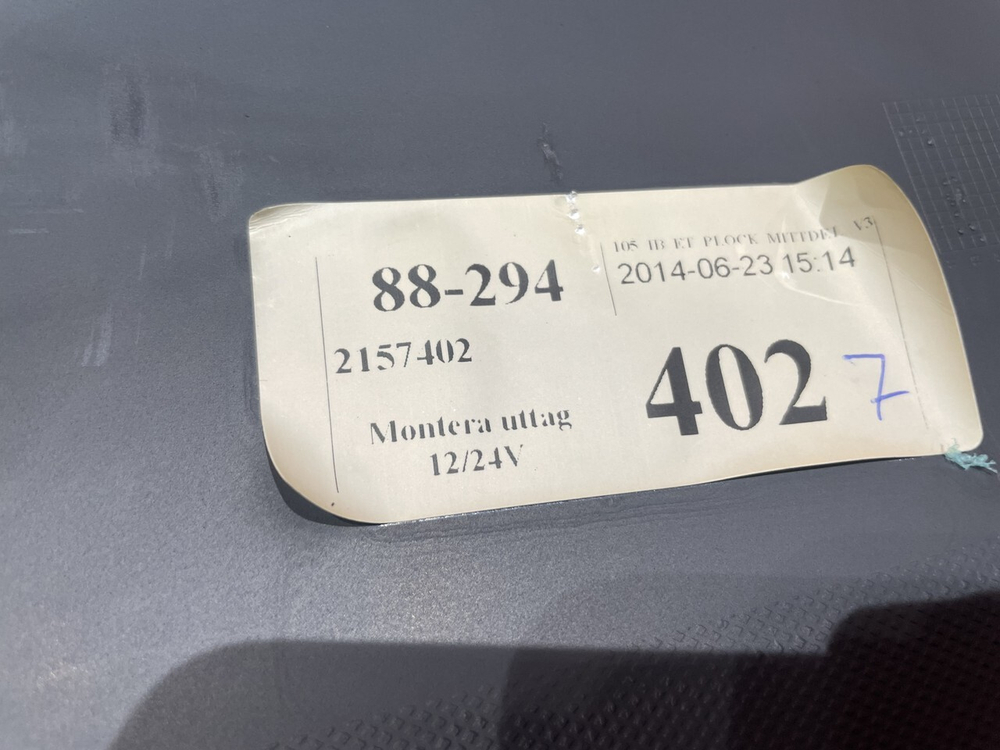 88-294
105 IB ET PLOCK MITTDEL V3
2014-06-23 15:14
2157402
402 7
Montera uttag
12/24V